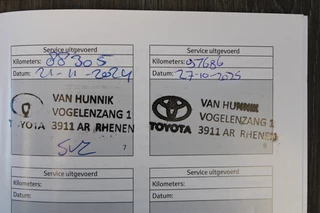 Service uitgevoerd
Kilometers: 88305
Datum: 21-11-2024
VAN HUNNIK
VOGELENZANG 1
TOYOTA 3911 AR RHENEN
7
Service uitgevoerd
Kilometers: 97686
Datum: 27-10-2025
VAN HUNNIK
VOGELENZANG 1
TOYOTA 3911 AR RHENEN
8
Service uitgevoerd
Kilometers:
Datum:
Service uitgevoerd
Kilometers:
Datum: